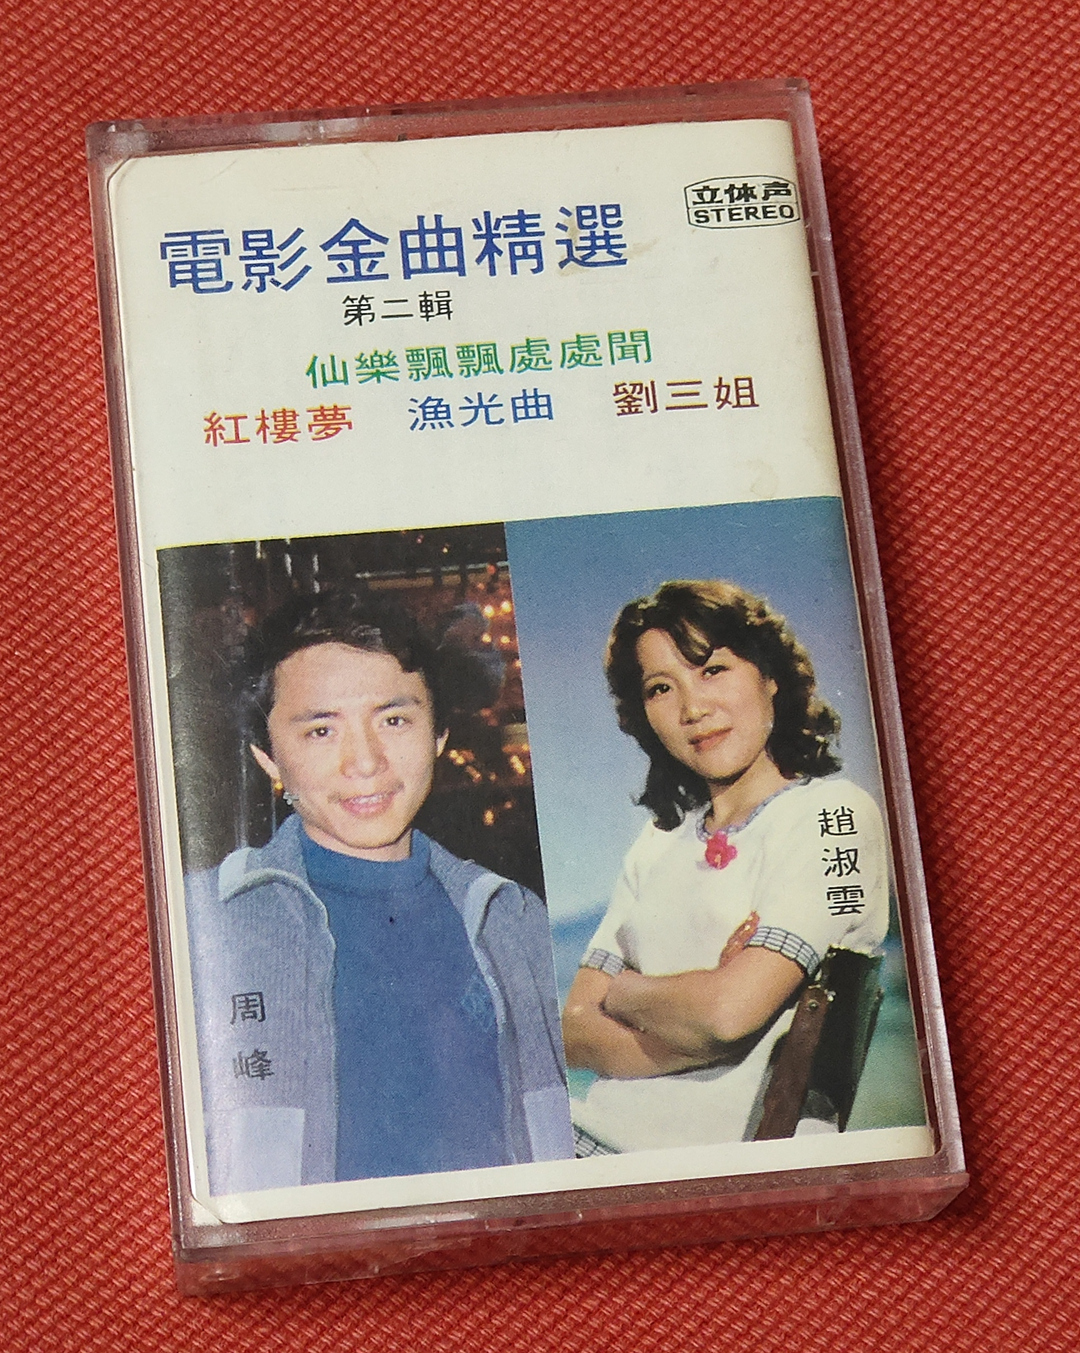 立体声
STEREO
電影金曲精選
第二輯
仙樂飄飄處處聞
紅樓夢 漁光曲 劉三姐
趙淑雲
周峰